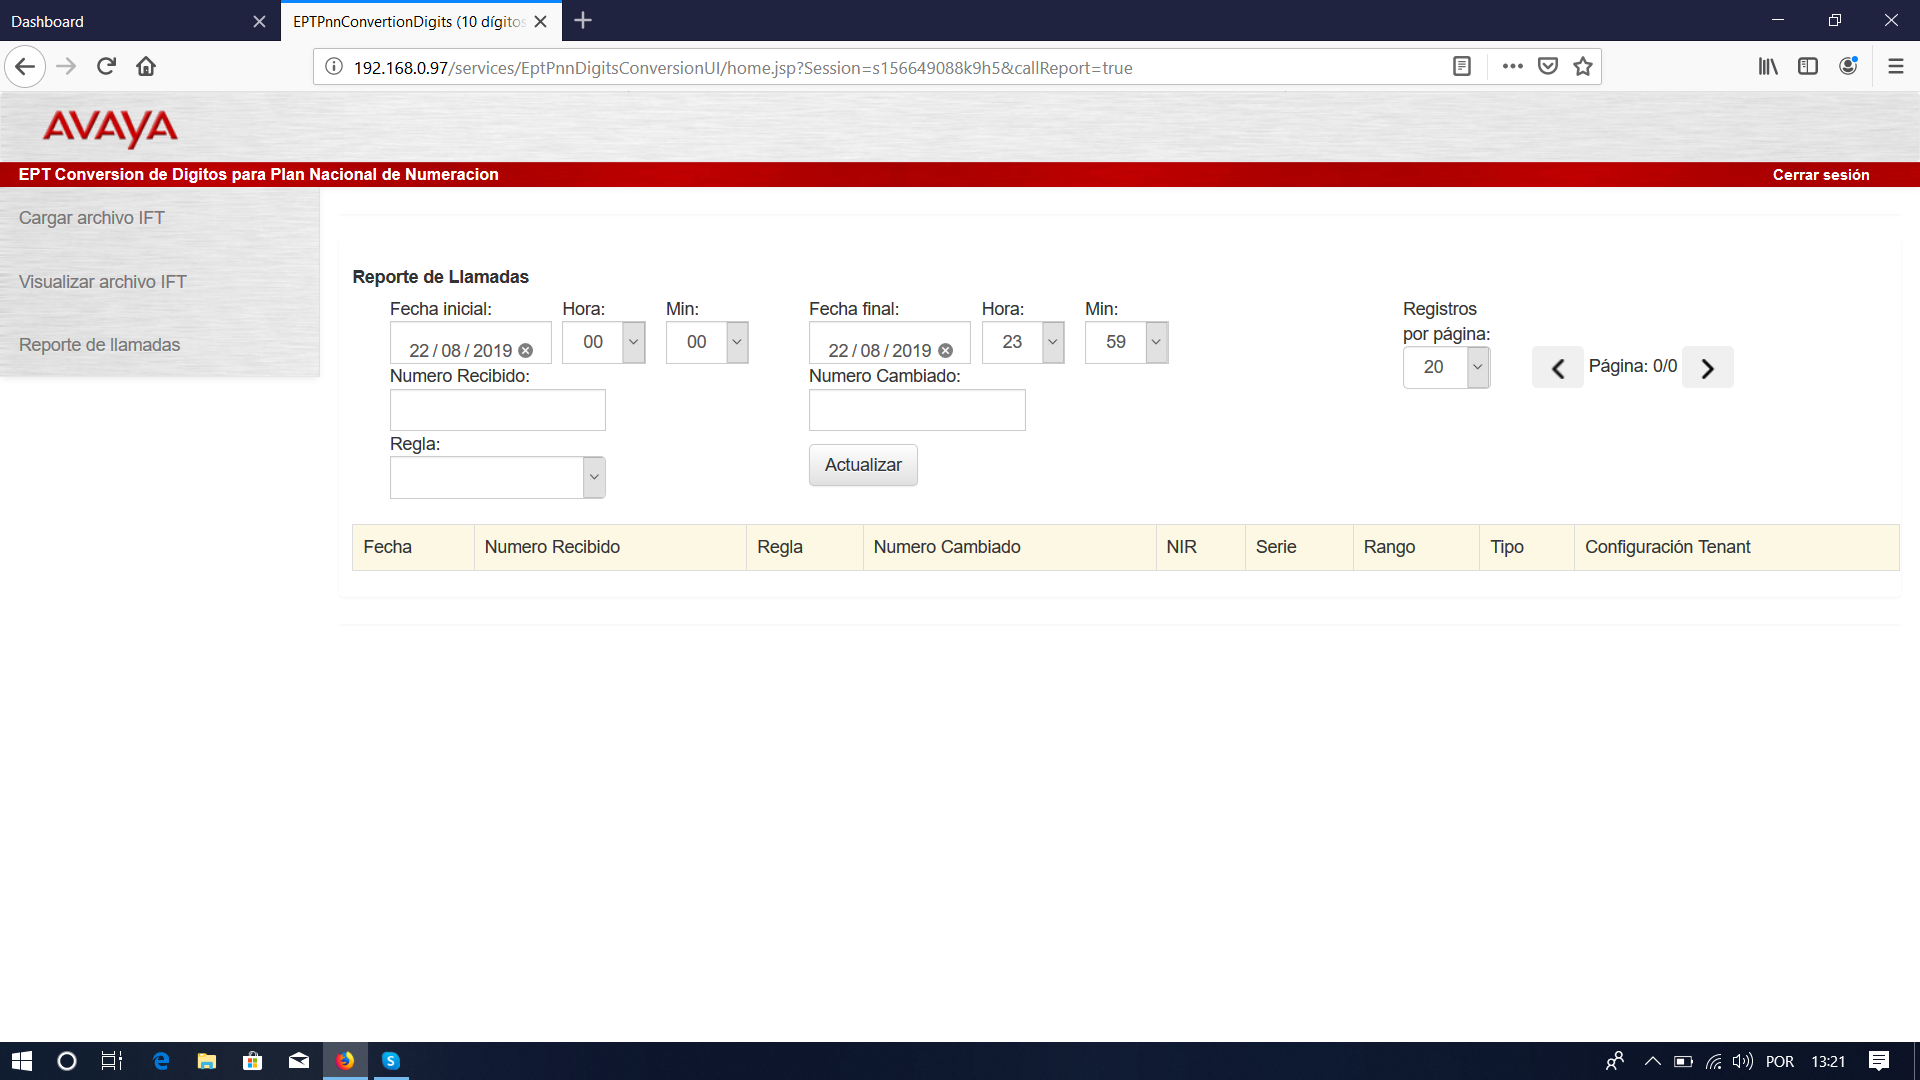 Dashboard
EPTPnnConvertionDigits (10 dígitos
192.168.0.97/services/EptPnnDigitsConversionUI/home.jsp?Session=s156649088k9h5&callReport=true
AVAYA
EPT Conversion de Digitos para Plan Nacional de Numeracion
Cerrar sesión
Cargar archivo IFT
Visualizar archivo IFT
Reporte de llamadas
Reporte de Llamadas
Fecha inicial: Hora: Min: Fecha final: Hora: Min:
22 / 08 / 2019 00 00 22 / 08 / 2019 23 59
Numero Recibido: Numero Cambiado:
Regla:
Actualizar
Registros
por página:
20
Página: 0/0
Fecha Numero Recibido Regla Numero Cambiado NIR Serie Rango Tipo Configuración Tenant
POR 13:21